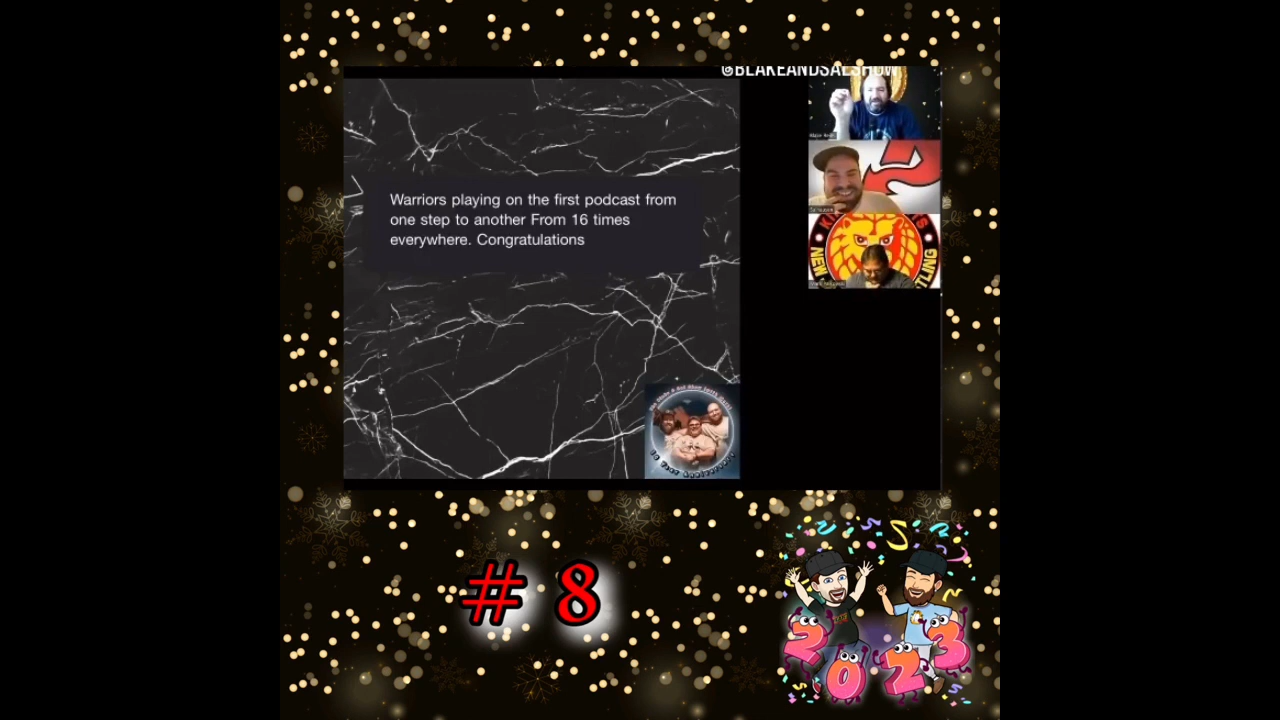 @BLAKEANDSALSHOW
Warriors playing on the first podcast from
one step to another From 16 times
everywhere. Congratulations
NEW
# 8
2023